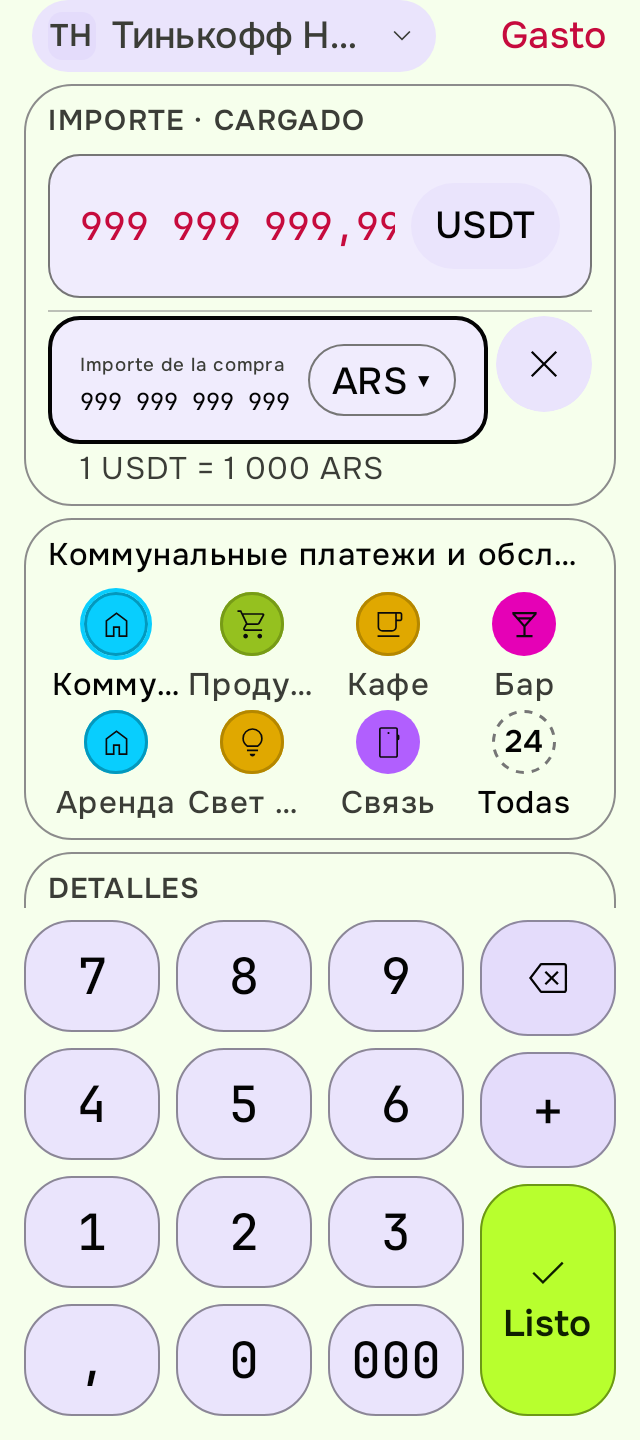 TH Тинькофф Н... Gasto
IMPORTE · CARGADO
999 999 999,99 USDT
Importe de la compra
999 999 999 999 ARS ▾
1 USDT = 1 000 ARS
Коммунальные платежи и обсл...
Комму... Проду... Кафе Бар
24
Аренда Свет ... Связь Todas
DETALLES
7 8 9
4 5 6 +
1 2 3
Listo
, 0 000